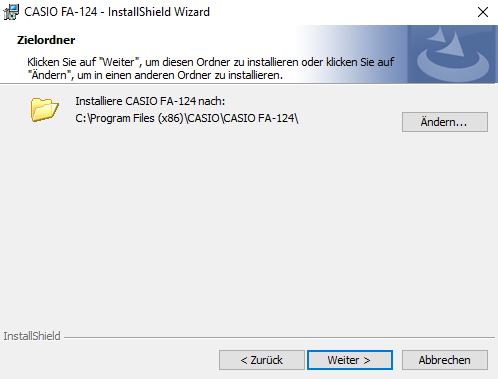 CASIO FA-124 - InstallShield Wizard
Zielordner
Klicken Sie auf "Weiter", um diesen Ordner zu installieren oder klicken Sie auf
"Ändern", um in einen anderen Ordner zu installieren.
Installiere CASIO FA-124 nach:
C:\Program Files (x86)\CASIO\CASIO FA-124\
Ändern...
InstallShield
< Zurück
Weiter >
Abbrechen